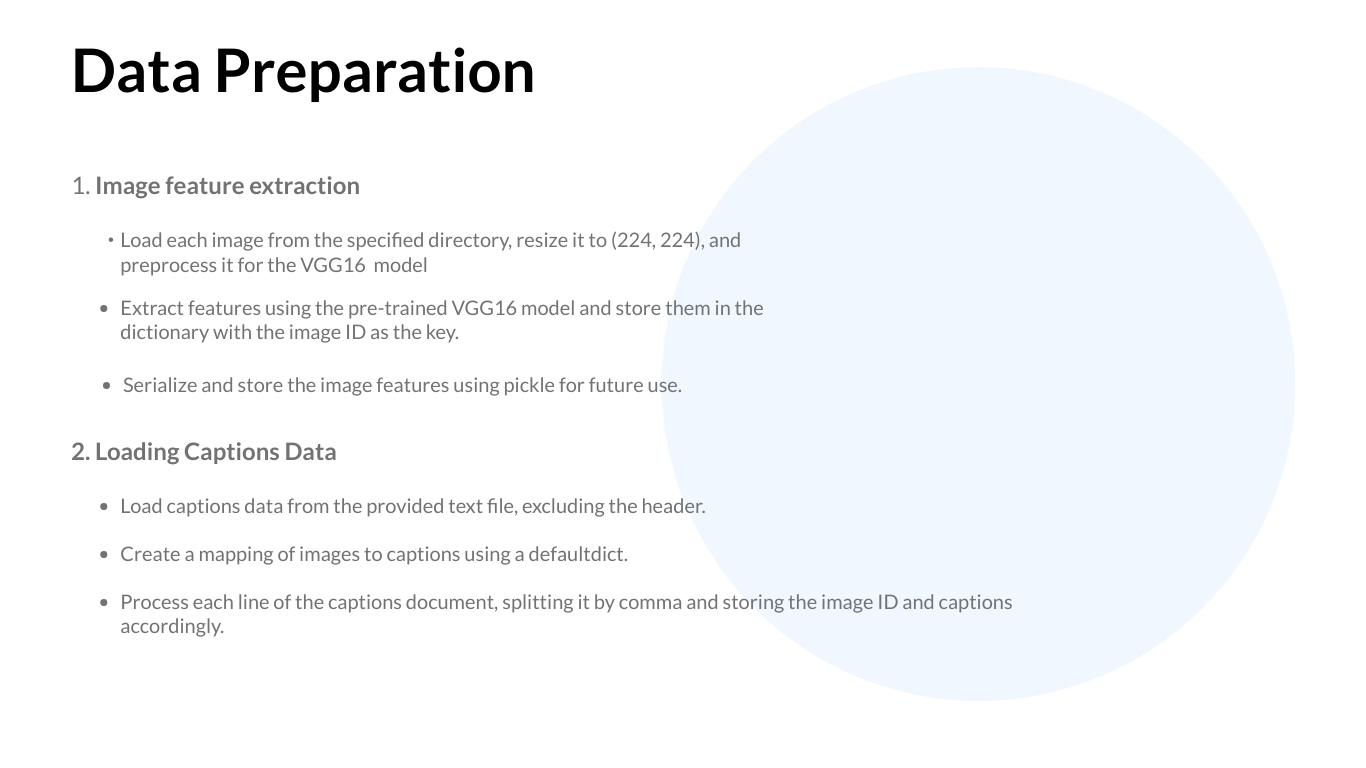 Data Preparation
1. Image feature extraction
• Load each image from the specified directory, resize it to (224, 224), and
preprocess it for the VGG16  model
• Extract features using the pre-trained VGG16 model and store them in the
dictionary with the image ID as the key.
• Serialize and store the image features using pickle for future use.
2. Loading Captions Data
• Load captions data from the provided text file, excluding the header.
• Create a mapping of images to captions using a defaultdict.
• Process each line of the captions document, splitting it by comma and storing the image ID and captions
accordingly.